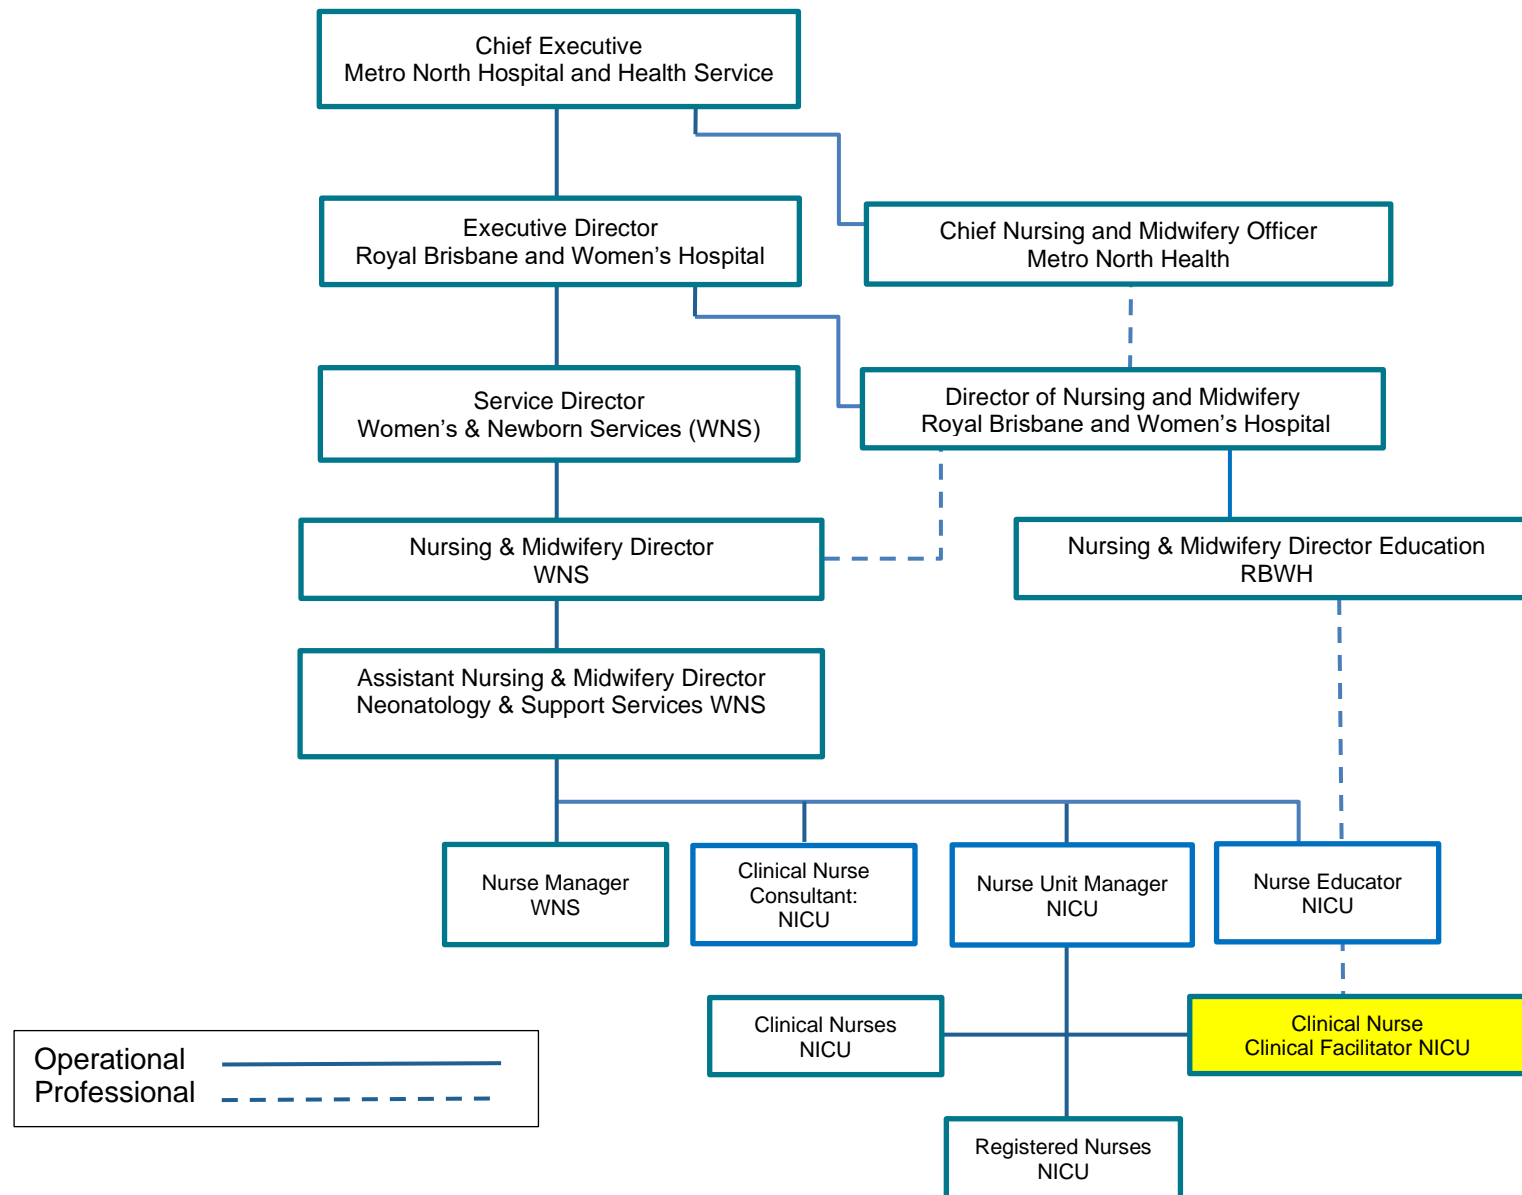 Chief Executive
Metro North Hospital and Health Service
Executive Director
Royal Brisbane and Women’s Hospital
Chief Nursing and Midwifery Officer
Metro North Health
Service Director
Women’s & Newborn Services (WNS)
Director of Nursing and Midwifery
Royal Brisbane and Women’s Hospital
Nursing & Midwifery Director
WNS
Nursing & Midwifery Director Education
RBWH
Assistant Nursing & Midwifery Director
Neonatology & Support Services WNS
Nurse Manager
WNS
Clinical Nurse
Consultant:
NICU
Nurse Unit Manager
NICU
Nurse Educator
NICU
Clinical Nurses
NICU
Clinical Nurse
Clinical Facilitator NICU
Operational
Professional
Registered Nurses
NICU